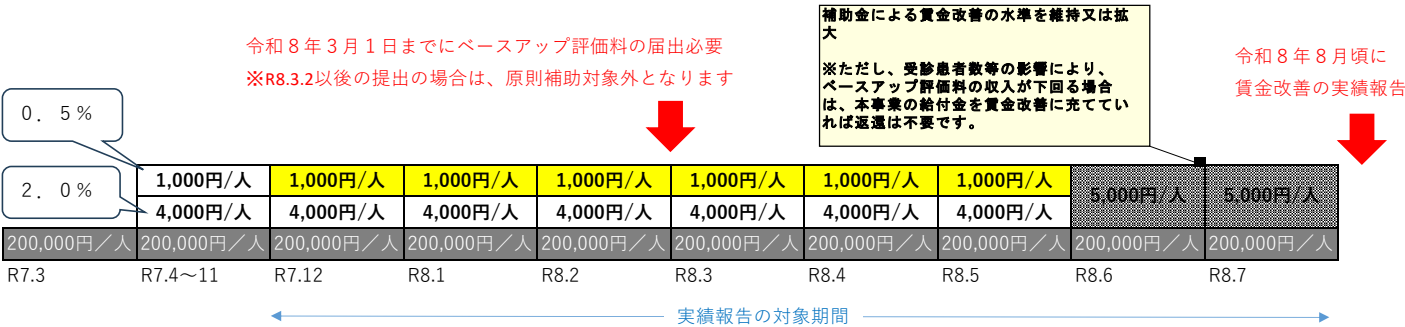 補助金による賃金改善の水準を維持又は拡
大
※ただし、受診患者数等の影響により、
ベースアップ評価料の収入が下回る場合
は、本事業の給付金を賃金改善に充ててい
れば返還は不要です。
令和８年３月１日までにベースアップ評価料の届出必要
※R8.3.2以後の提出の場合は、原則補助対象外となります
令和８年８月頃に
賃金改善の実績報告
０．５％
２．０％
1,000円/人 1,000円/人 1,000円/人 1,000円/人 1,000円/人 1,000円/人 1,000円/人
5,000円/人 5,000円/人
4,000円/人 4,000円/人 4,000円/人 4,000円/人 4,000円/人 4,000円/人 4,000円/人
200,000円／人 200,000円／人 200,000円／人 200,000円／人 200,000円／人 200,000円／人 200,000円／人 200,000円／人 200,000円／人 200,000円／人
R7.3 R7.4～11 R7.12 R8.1 R8.2 R8.3 R8.4 R8.5 R8.6 R8.7
実績報告の対象期間